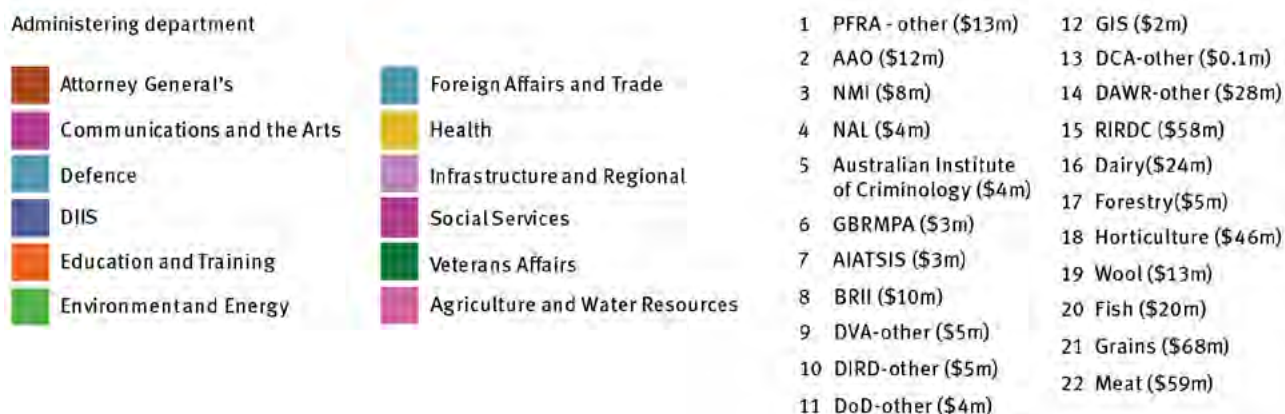 Administering department
Attorney General's
Communications and the Arts
Defence
DIIS
Education and Training
Environment and Energy
Foreign Affairs and Trade
Health
Infrastructure and Regional
Social Services
Veterans Affairs
Agriculture and Water Resources
1 PFRA - other ($13m)
2 AAO ($12m)
3 NMI ($8m)
4 NAL ($4m)
5 Australian Institute
of Criminology ($4m)
6 GBRMPA ($3m)
7 AIATSIS ($3m)
8 BRII ($10m)
9 DVA-other ($5m)
10 DIRD-other ($5m)
11 DoD-other ($4m)
12 GIS ($2m)
13 DCA-other ($0.1m)
14 DAWR-other ($28m)
15 RIRDC ($58m)
16 Dairy($24m)
17 Forestry($5m)
18 Horticulture ($46m)
19 Wool ($13m)
20 Fish ($20m)
21 Grains ($68m)
22 Meat ($59m)